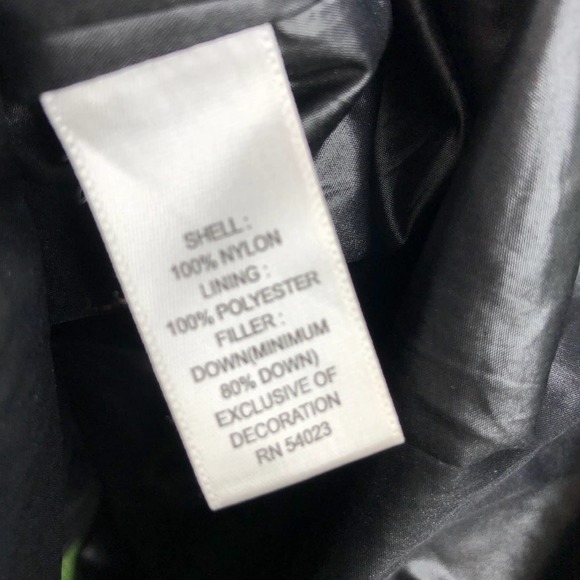 SHELL :
100% NYLON
LINING :
100% POLYESTER
FILLER :
DOWN(MINIMUM
80% DOWN)
EXCLUSIVE OF
DECORATION
RN 54023